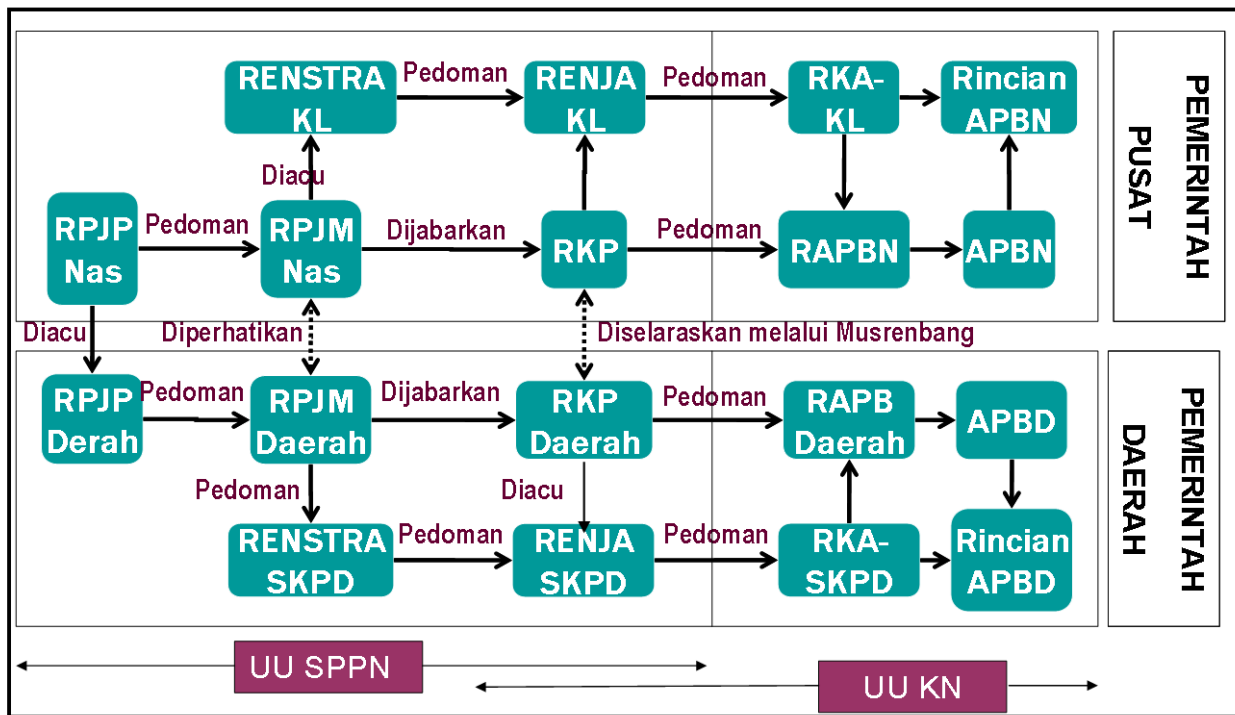 RENSTRA
KL
Pedoman
RENJA
KL
Pedoman
RKA-
KL
Rincian
APBN
Diacu
RPJP
Nas
Pedoman
RPJM
Nas
Dijabarkan
RKP
Pedoman
RAPBN
APBN
PEMERINTAH
PUSAT
Diacu
Diperhatikan
Diselaraskan melalui Musrenbang
RPJP
Derah
Pedoman
RPJM
Daerah
Dijabarkan
RKP
Daerah
Pedoman
RAPB
Daerah
APBD
Pedoman
Diacu
RENSTRA
SKPD
Pedoman
RENJA
SKPD
Pedoman
RKA-
SKPD
Rincian
APBD
PEMERINTAH
DAERAH
UU SPPN
UU KN